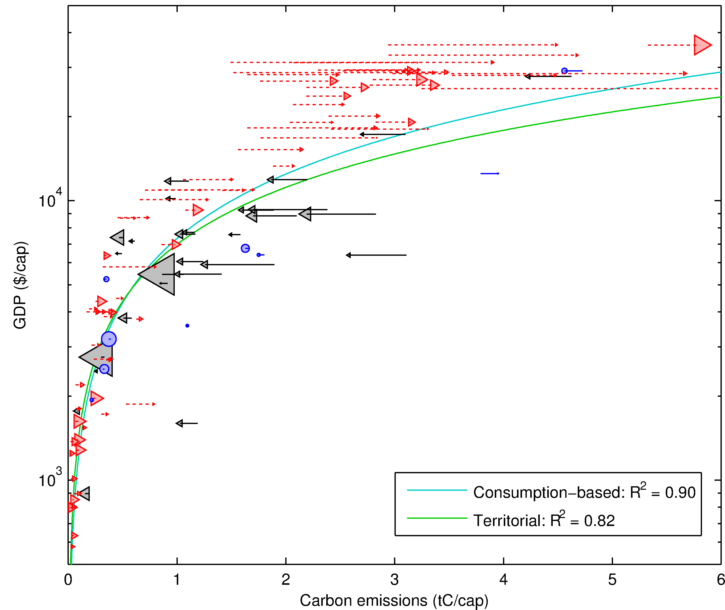 10^4
10^3
GDP ($/cap)
Consumption−based: R^2 = 0.90
Territorial: R^2 = 0.82
0 1 2 3 4 5 6
Carbon emissions (tC/cap)